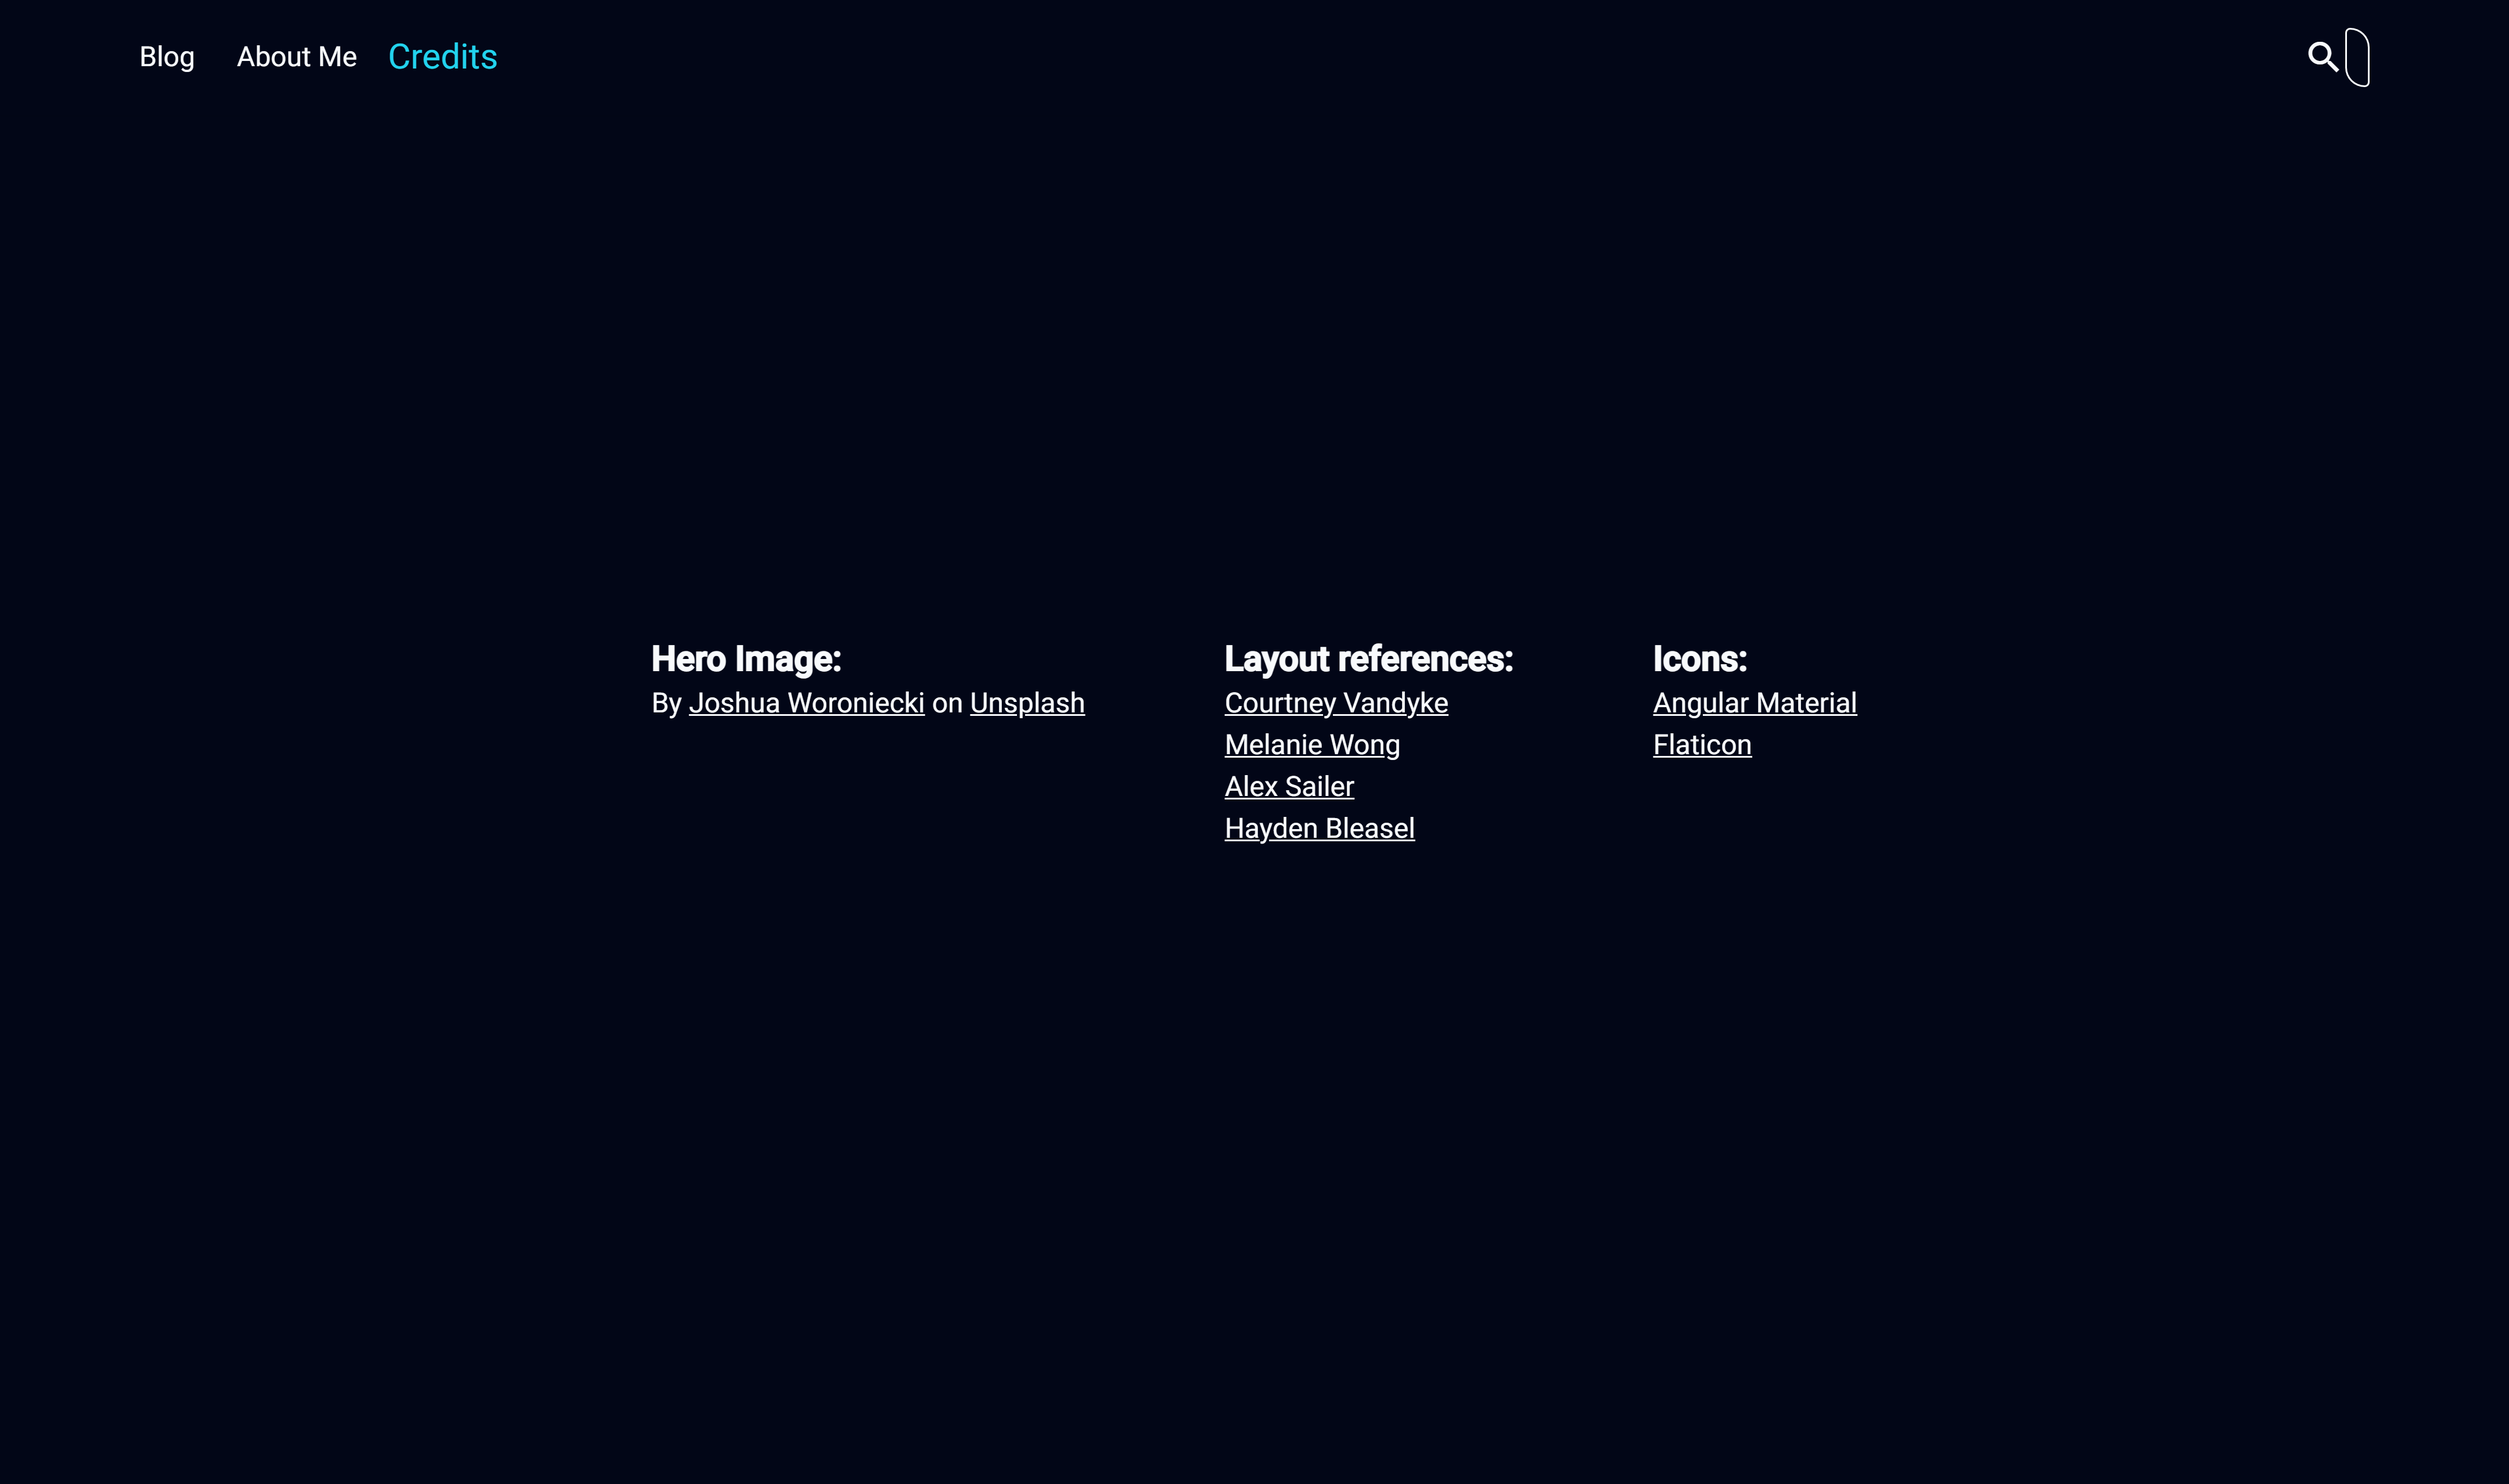 Blog About Me Credits
Hero Image:
By Joshua Woroniecki on Unsplash
Layout references:
Courtney Vandyke
Melanie Wong
Alex Sailer
Hayden Bleasel
Icons:
Angular Material
Flaticon